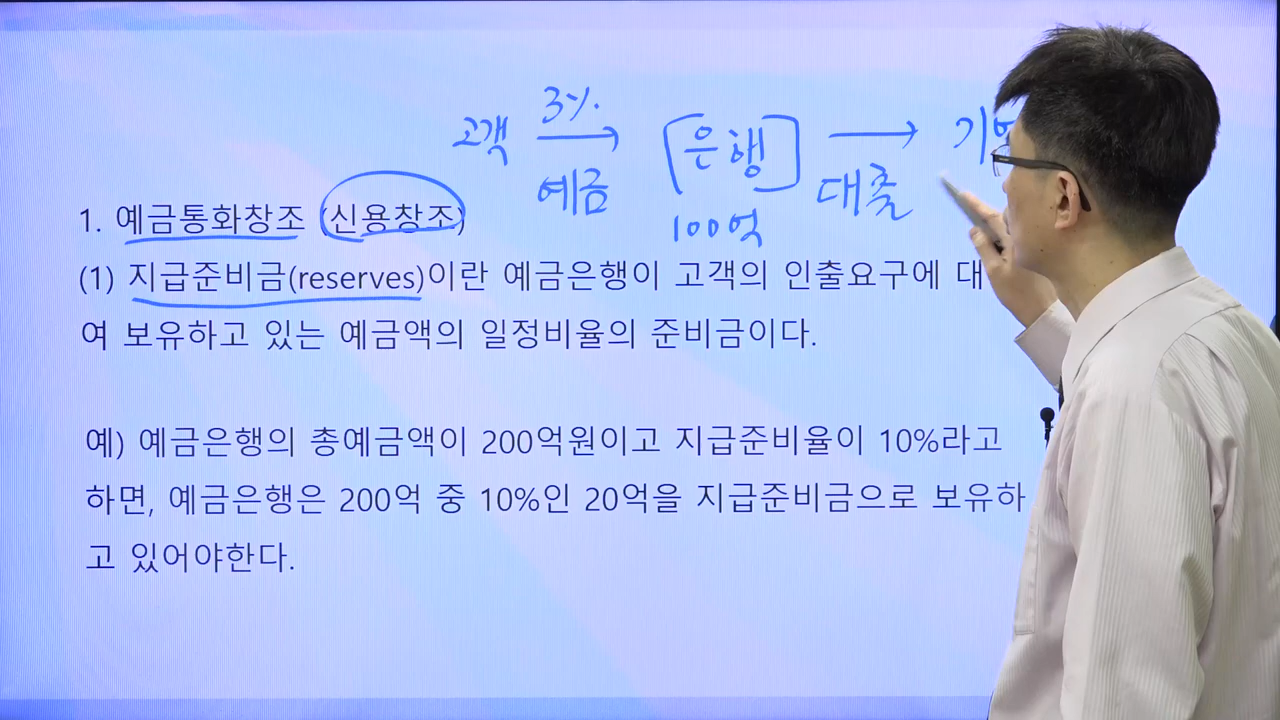 고객 3% 예금 [은행] 100억 대출
1. 예금통화창조 (신용창조)
(1) 지급준비금(reserves)이란 예금은행이 고객의 인출요구에 대
여 보유하고 있는 예금액의 일정비율의 준비금이다.
예) 예금은행의 총예금액이 200억원이고 지급준비율이 10%라고
하면, 예금은행은 200억 중 10%인 20억을 지급준비금으로 보유하
고 있어야한다.